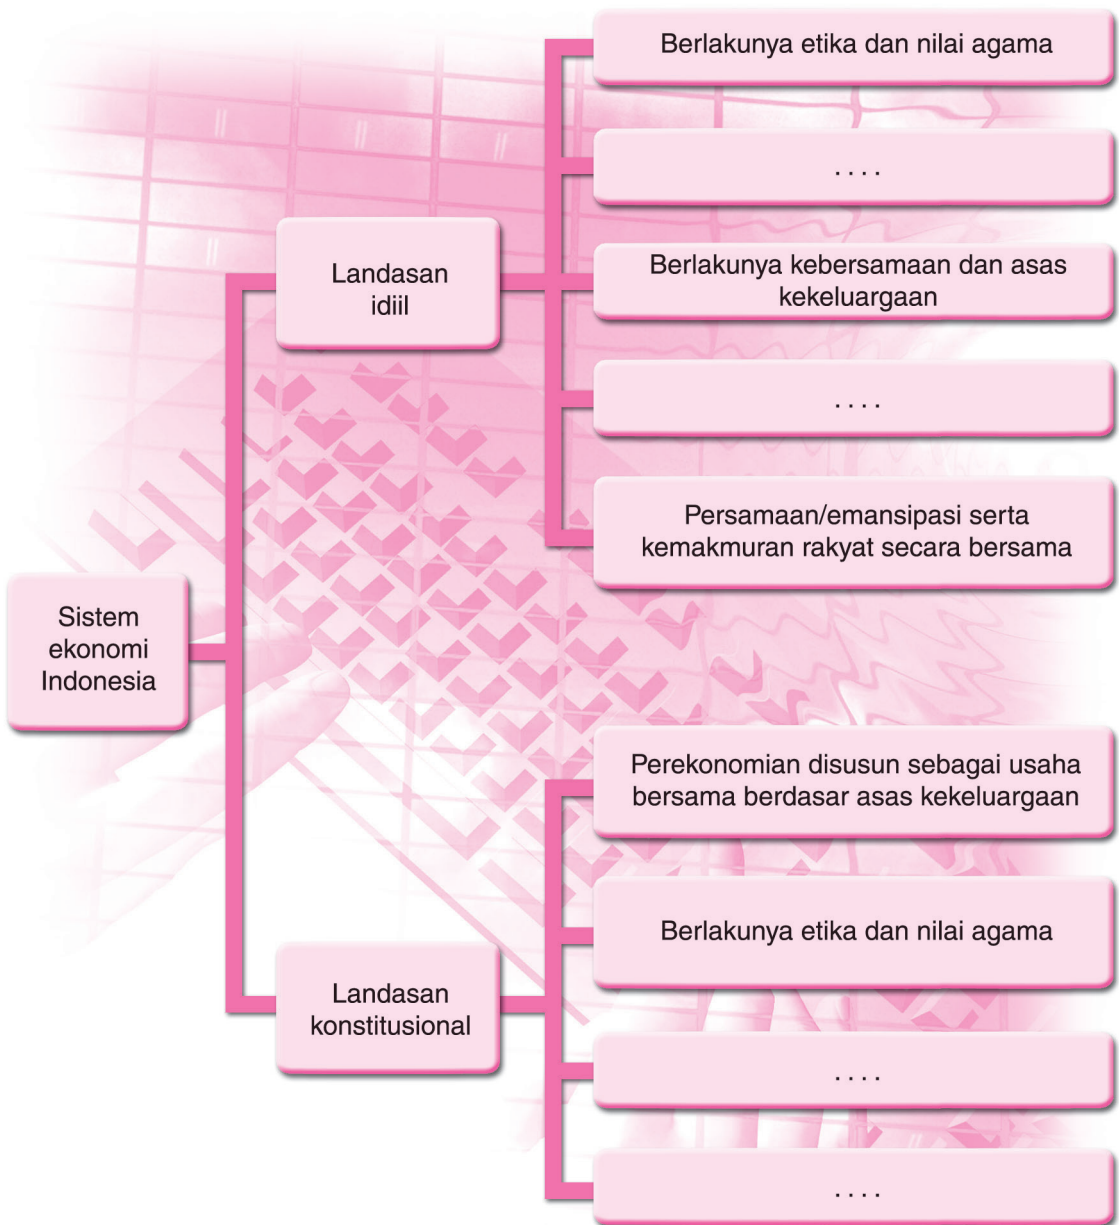 Sistem
ekonomi
Indonesia
Landasan
idiil
Berlakunya etika dan nilai agama
. . . .
Berlakunya kebersamaan dan asas
kekeluargaan
. . . .
Persamaan/emansipasi serta
kemakmuran rakyat secara bersama
Landasan
konstitusional
Perekonomian disusun sebagai usaha
bersama berdasar asas kekeluargaan
Berlakunya etika dan nilai agama
. . . .
. . . .